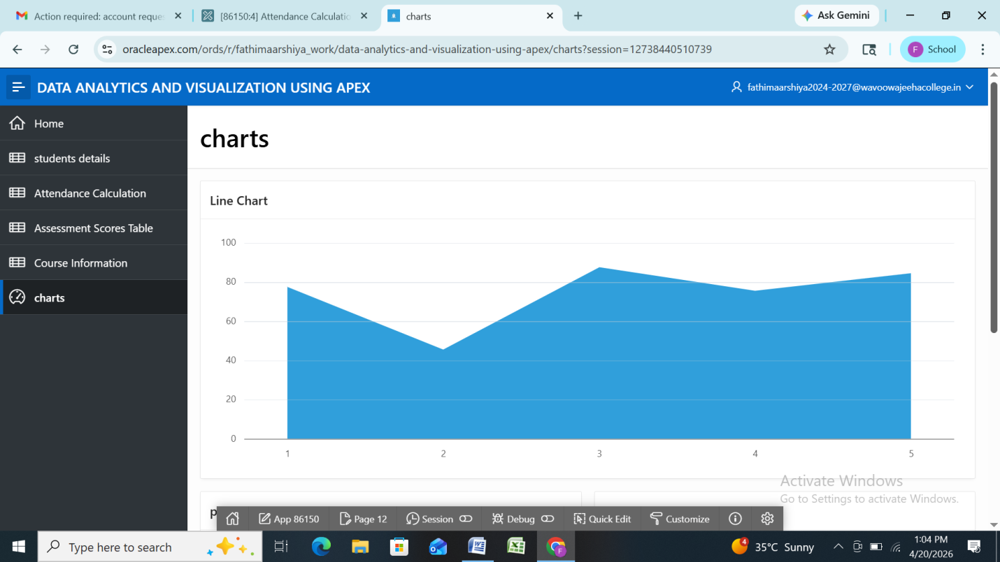 Action required: account reque
[86150:4] Attendance Calculatio
charts
Ask Gemini
oracleapex.com/ords/r/fathimaarshiya_work/data-analytics-and-visualization-using-apex/charts?session=12738440510739
F School
DATA ANALYTICS AND VISUALIZATION USING APEX
fathimaarshiya2024-2027@wavoowajeehacollege.in
Home
students details
Attendance Calculation
Assessment Scores Table
Course Information
charts
charts
Line Chart
100
80
60
40
20
0
1 2 3 4 5
Activate Windows
Go to Settings to activate Windows.
p
App 86150 Page 12 Session Debug Quick Edit Customize
Type here to search
4 35°C Sunny
1:04 PM
4/20/2026